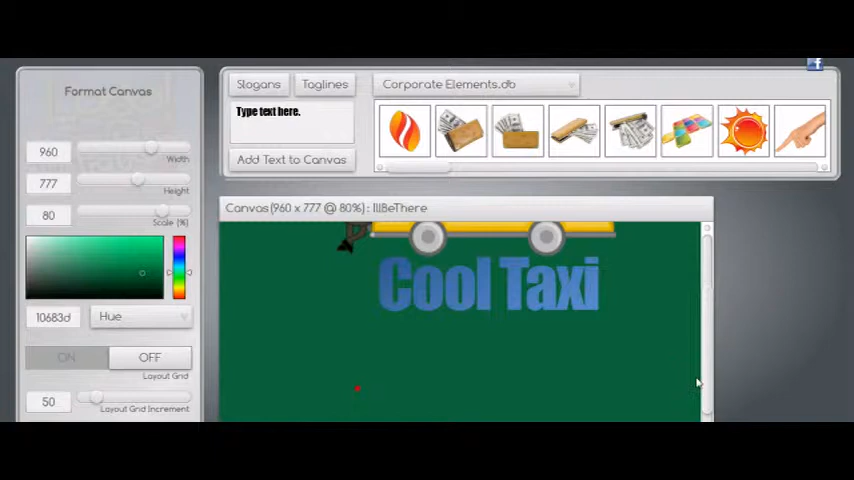 f
Format Canvas
Slogans
Taglines
Corporate Elements.db
Type text here.
Add Text to Canvas
960
Width
777
Height
80
Scale (%)
10683d
Hue
ON
OFF
Layout Grid
50
Layout Grid Increment
Canvas(960 x 777 @ 80%) : IllBeThere
Cool Taxi